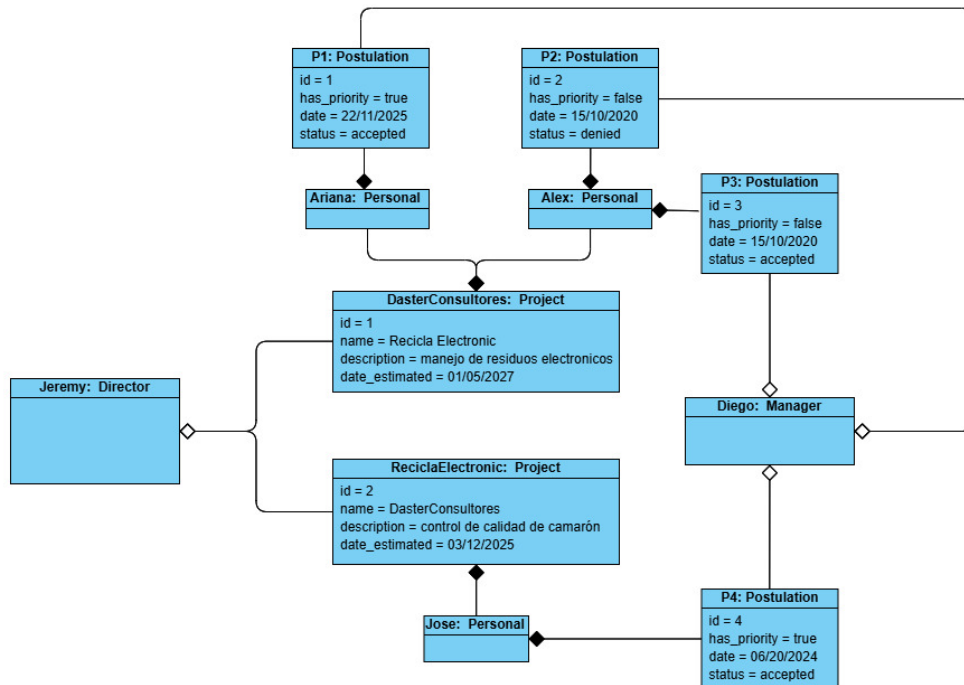 P1: Postulation
id = 1
has_priority = true
date = 22/11/2025
status = accepted
P2: Postulation
id = 2
has_priority = false
date = 15/10/2020
status = denied
Ariana: Personal
Alex: Personal
P3: Postulation
id = 3
has_priority = false
date = 15/10/2020
status = accepted
DasterConsultores: Project
id = 1
name = Recicla Electronic
description = manejo de residuos electronicos
date_estimated = 01/05/2027
Jeremy: Director
Diego: Manager
ReciclaElectronic: Project
id = 2
name = DasterConsultores
description = control de calidad de camarón
date_estimated = 03/12/2025
Jose: Personal
P4: Postulation
id = 4
has_priority = true
date = 06/20/2024
status = accepted